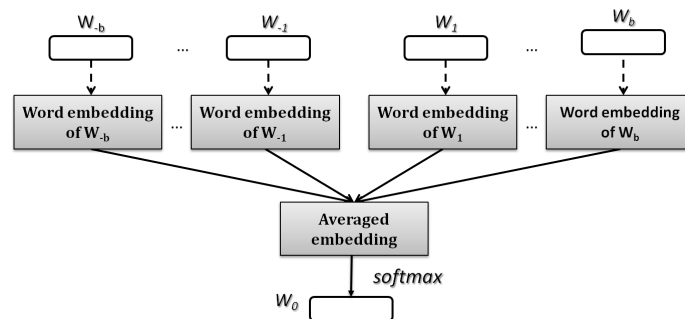 W-b ... W-1 W1 ... Wb
Word embedding of W-b ... Word embedding of W-1 Word embedding of W1 ... Word embedding of Wb
Averaged
embedding
softmax
W0